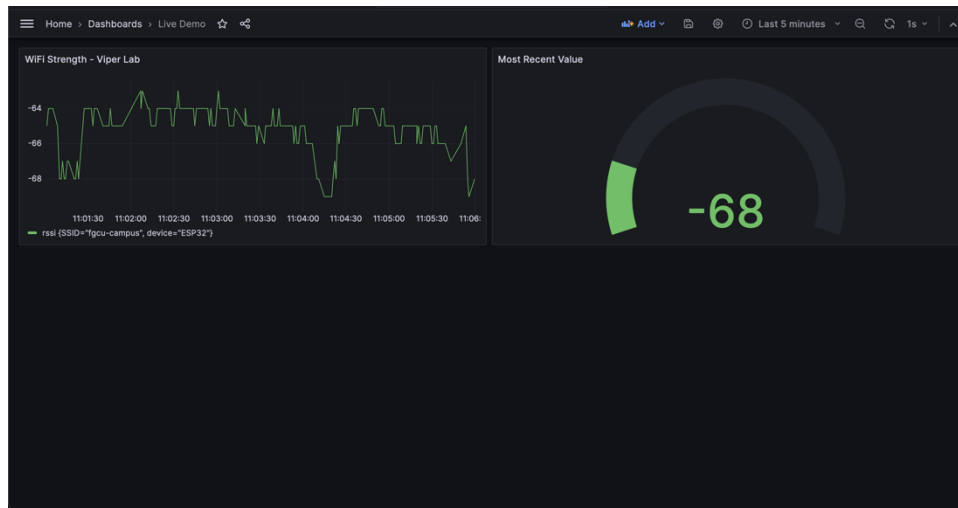 Home › Dashboards › Live Demo
Add
Last 5 minutes
1s
WiFi Strength - Viper Lab
-64
-66
-68
11:01:30 11:02:00 11:02:30 11:03:00 11:03:30 11:04:00 11:04:30 11:05:00 11:05:30 11:06:
rssi {SSID="fgcu-campus", device="ESP32"}
Most Recent Value
-68